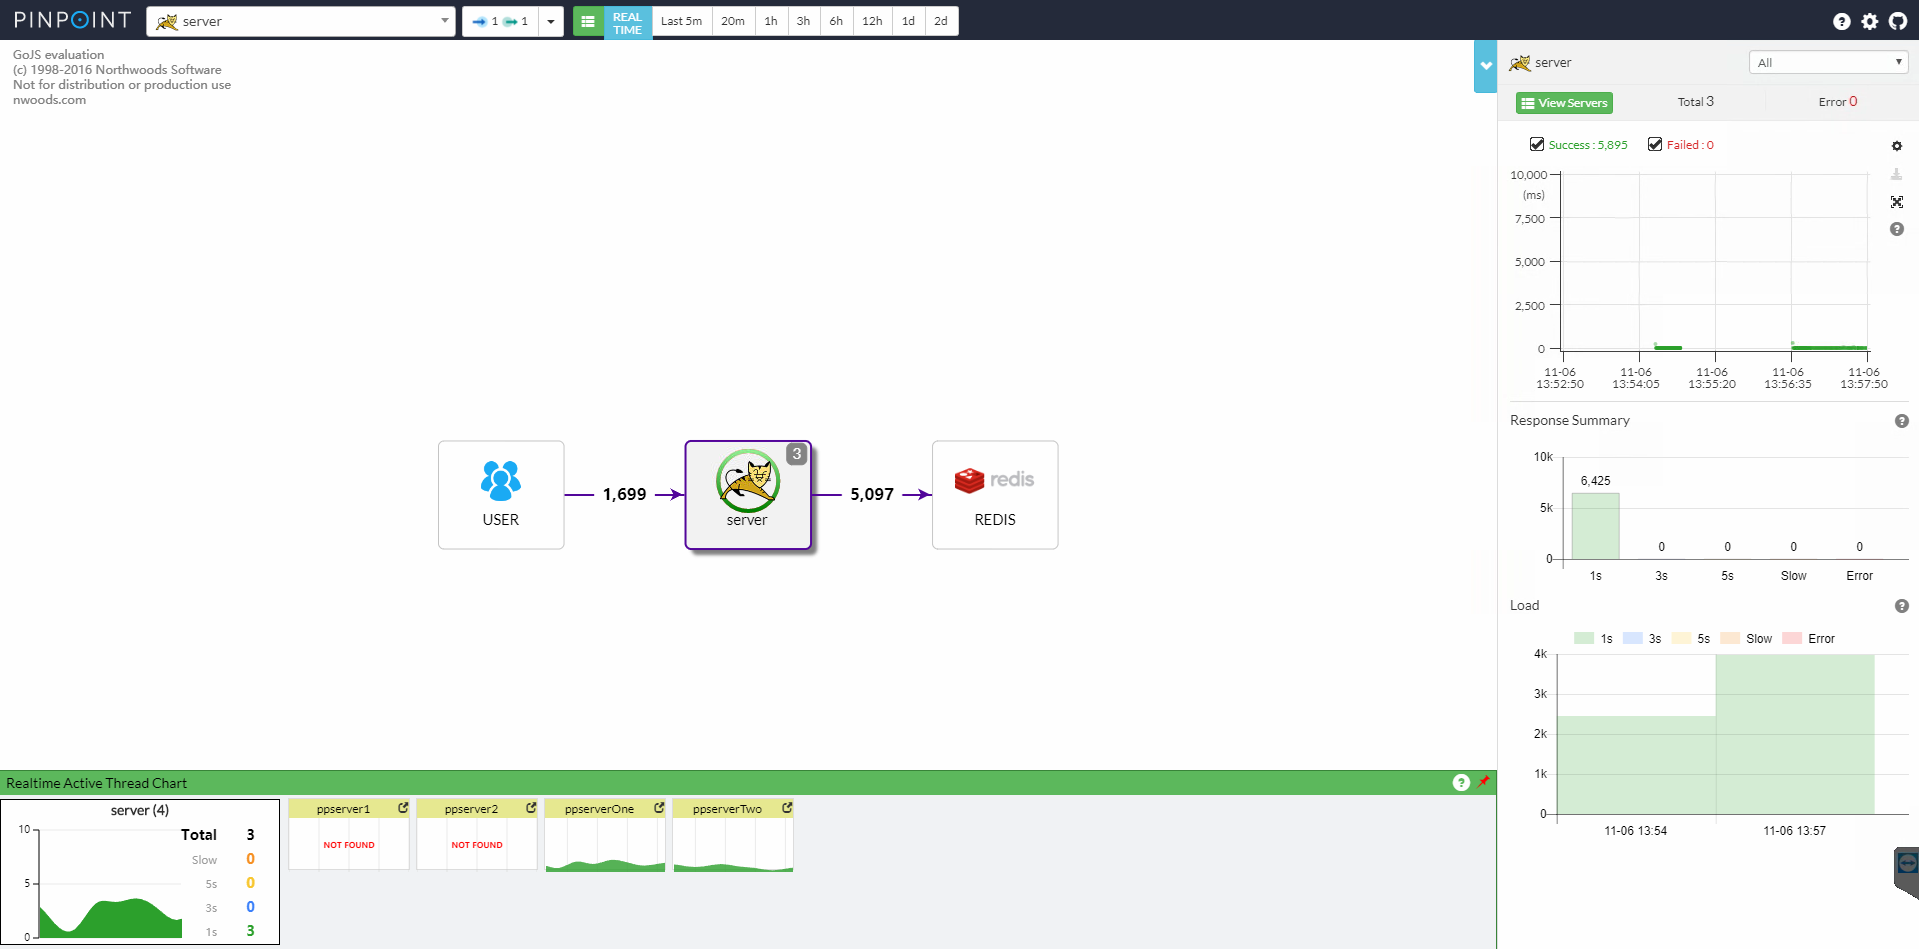 PINPOINT
server
1 1
REAL TIME
Last 5m
20m
1h
3h
6h
12h
1d
2d
GoJS evaluation
(c) 1998-2016 Northwoods Software
Not for distribution or production use
nwoods.com
USER
1,699
3
server
5,097
redis
REDIS
server
All
View Servers
Total 3
Error 0
Success : 5,895
Failed : 0
10,000
(ms)
7,500
5,000
2,500
0
11-06 13:52:50
11-06 13:54:05
11-06 13:55:20
11-06 13:56:35
11-06 13:57:50
Response Summary
10k
5k
0
6,425
0
0
0
0
1s
3s
5s
Slow
Error
Load
1s
3s
5s
Slow
Error
4k
3k
2k
1k
0
11-06 13:54
11-06 13:57
Realtime Active Thread Chart
server (4)
10
5
0
Total 3
Slow 0
5s 0
3s 0
1s 3
ppserver1
NOT FOUND
ppserver2
NOT FOUND
ppserverOne
ppserverTwo